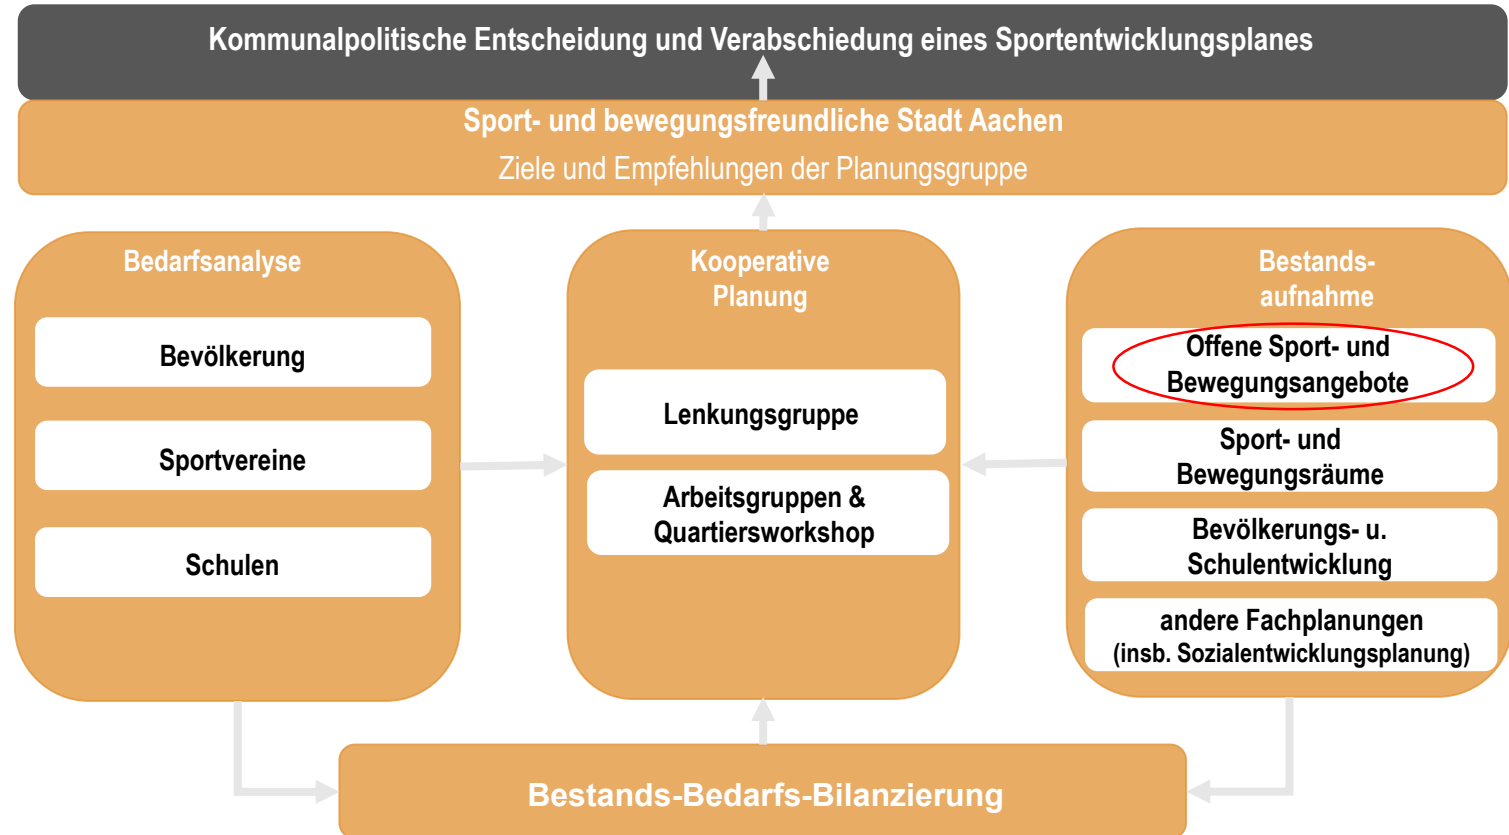 Kommunalpolitische Entscheidung und Verabschiedung eines Sportentwicklungsplanes
Sport- und bewegungsfreundliche Stadt Aachen
Ziele und Empfehlungen der Planungsgruppe
Bedarfsanalyse
Bevölkerung
Sportvereine
Schulen
Kooperative
Planung
Lenkungsgruppe
Arbeitsgruppen &
Quartiersworkshop
Bestands-
aufnahme
Offene Sport- und
Bewegungsangebote
Sport- und
Bewegungsräume
Bevölkerungs- u.
Schulentwicklung
andere Fachplanungen
(insb. Sozialentwicklungsplanung)
Bestands-Bedarfs-Bilanzierung